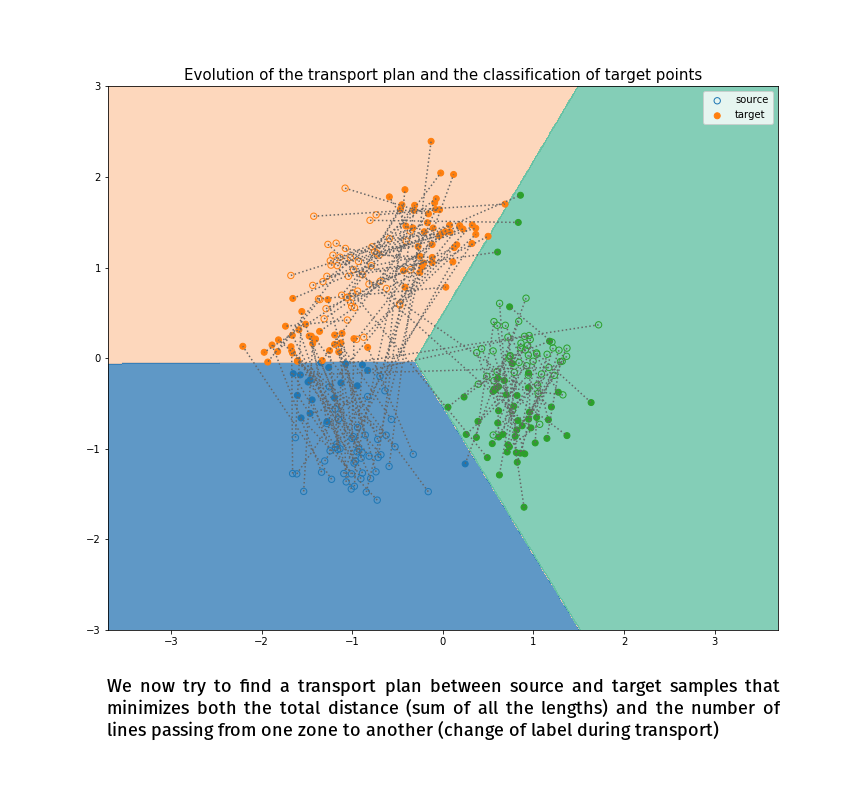 Evolution of the transport plan and the classification of target points
3
source
target
2
1
0
−1
−2
−3
−3 −2 −1 0 1 2 3
We now try to find a transport plan between source and target samples that
minimizes both the total distance (sum of all the lengths) and the number of
lines passing from one zone to another (change of label during transport)